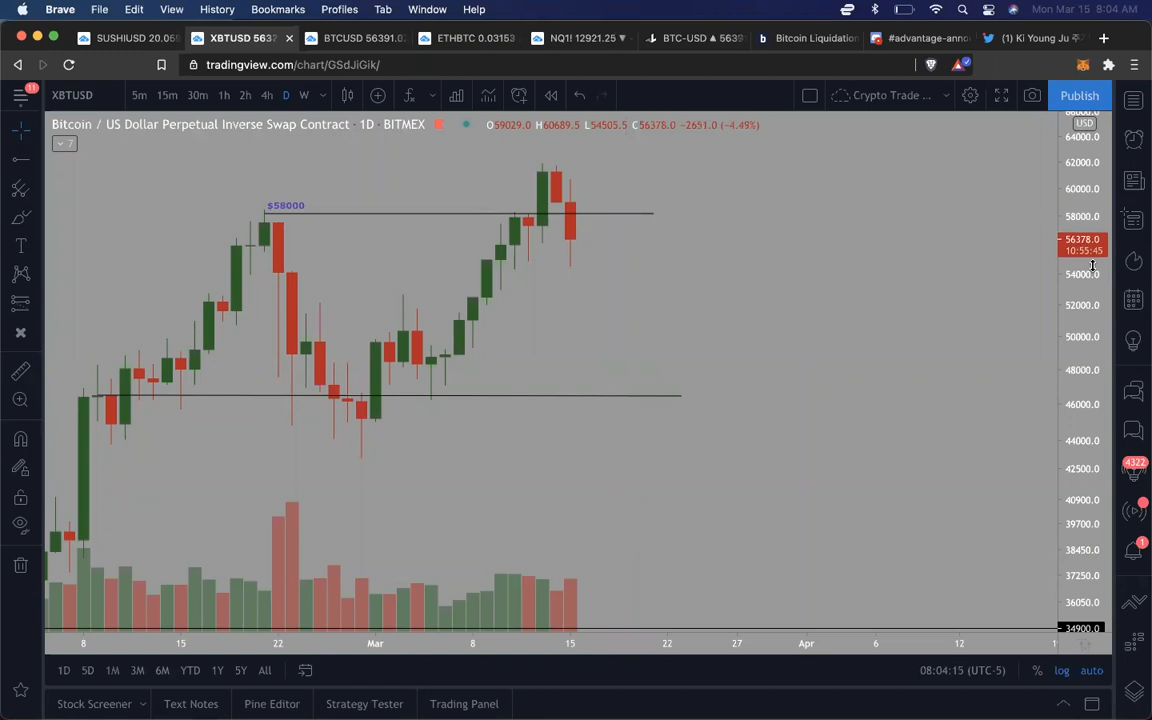 Brave File Edit View History Bookmarks Profiles Tab Window Help Mon Mar 15 8:04 AM
SUSHIUSD 20.069 XBTUSD 5637 BTCUSD 56391.0 ETHBTC 0.03153 NQ1! 12921.25 ▼ BTC-USD ▲ 5639 Bitcoin Liquidation #advantage-anno (1) Ki Young Ju
tradingview.com/chart/GSdJiGik/
11
XBTUSD 5m 15m 30m 1h 2h 4h D W Crypto Trade ... Publish
Bitcoin / US Dollar Perpetual Inverse Swap Contract · 1D · BITMEX O59029.0 H60689.5 L54505.5 C56378.0 −2651.0 (−4.49%)
USD
7
66000.0
64000.0
62000.0
60000.0
$58000
58000.0
56378.0
10:55:45
54000.0
52000.0
50000.0
48000.0
46000.0
44000.0
42500.0
4322
40900.0
39700.0
38450.0
1
37250.0
36050.0
34900.0
8 15 22 Mar 8 15 22 27 Apr 6 12
1D 5D 1M 3M 6M YTD 1Y 5Y All 08:04:15 (UTC-5) % log auto
Stock Screener Text Notes Pine Editor Strategy Tester Trading Panel